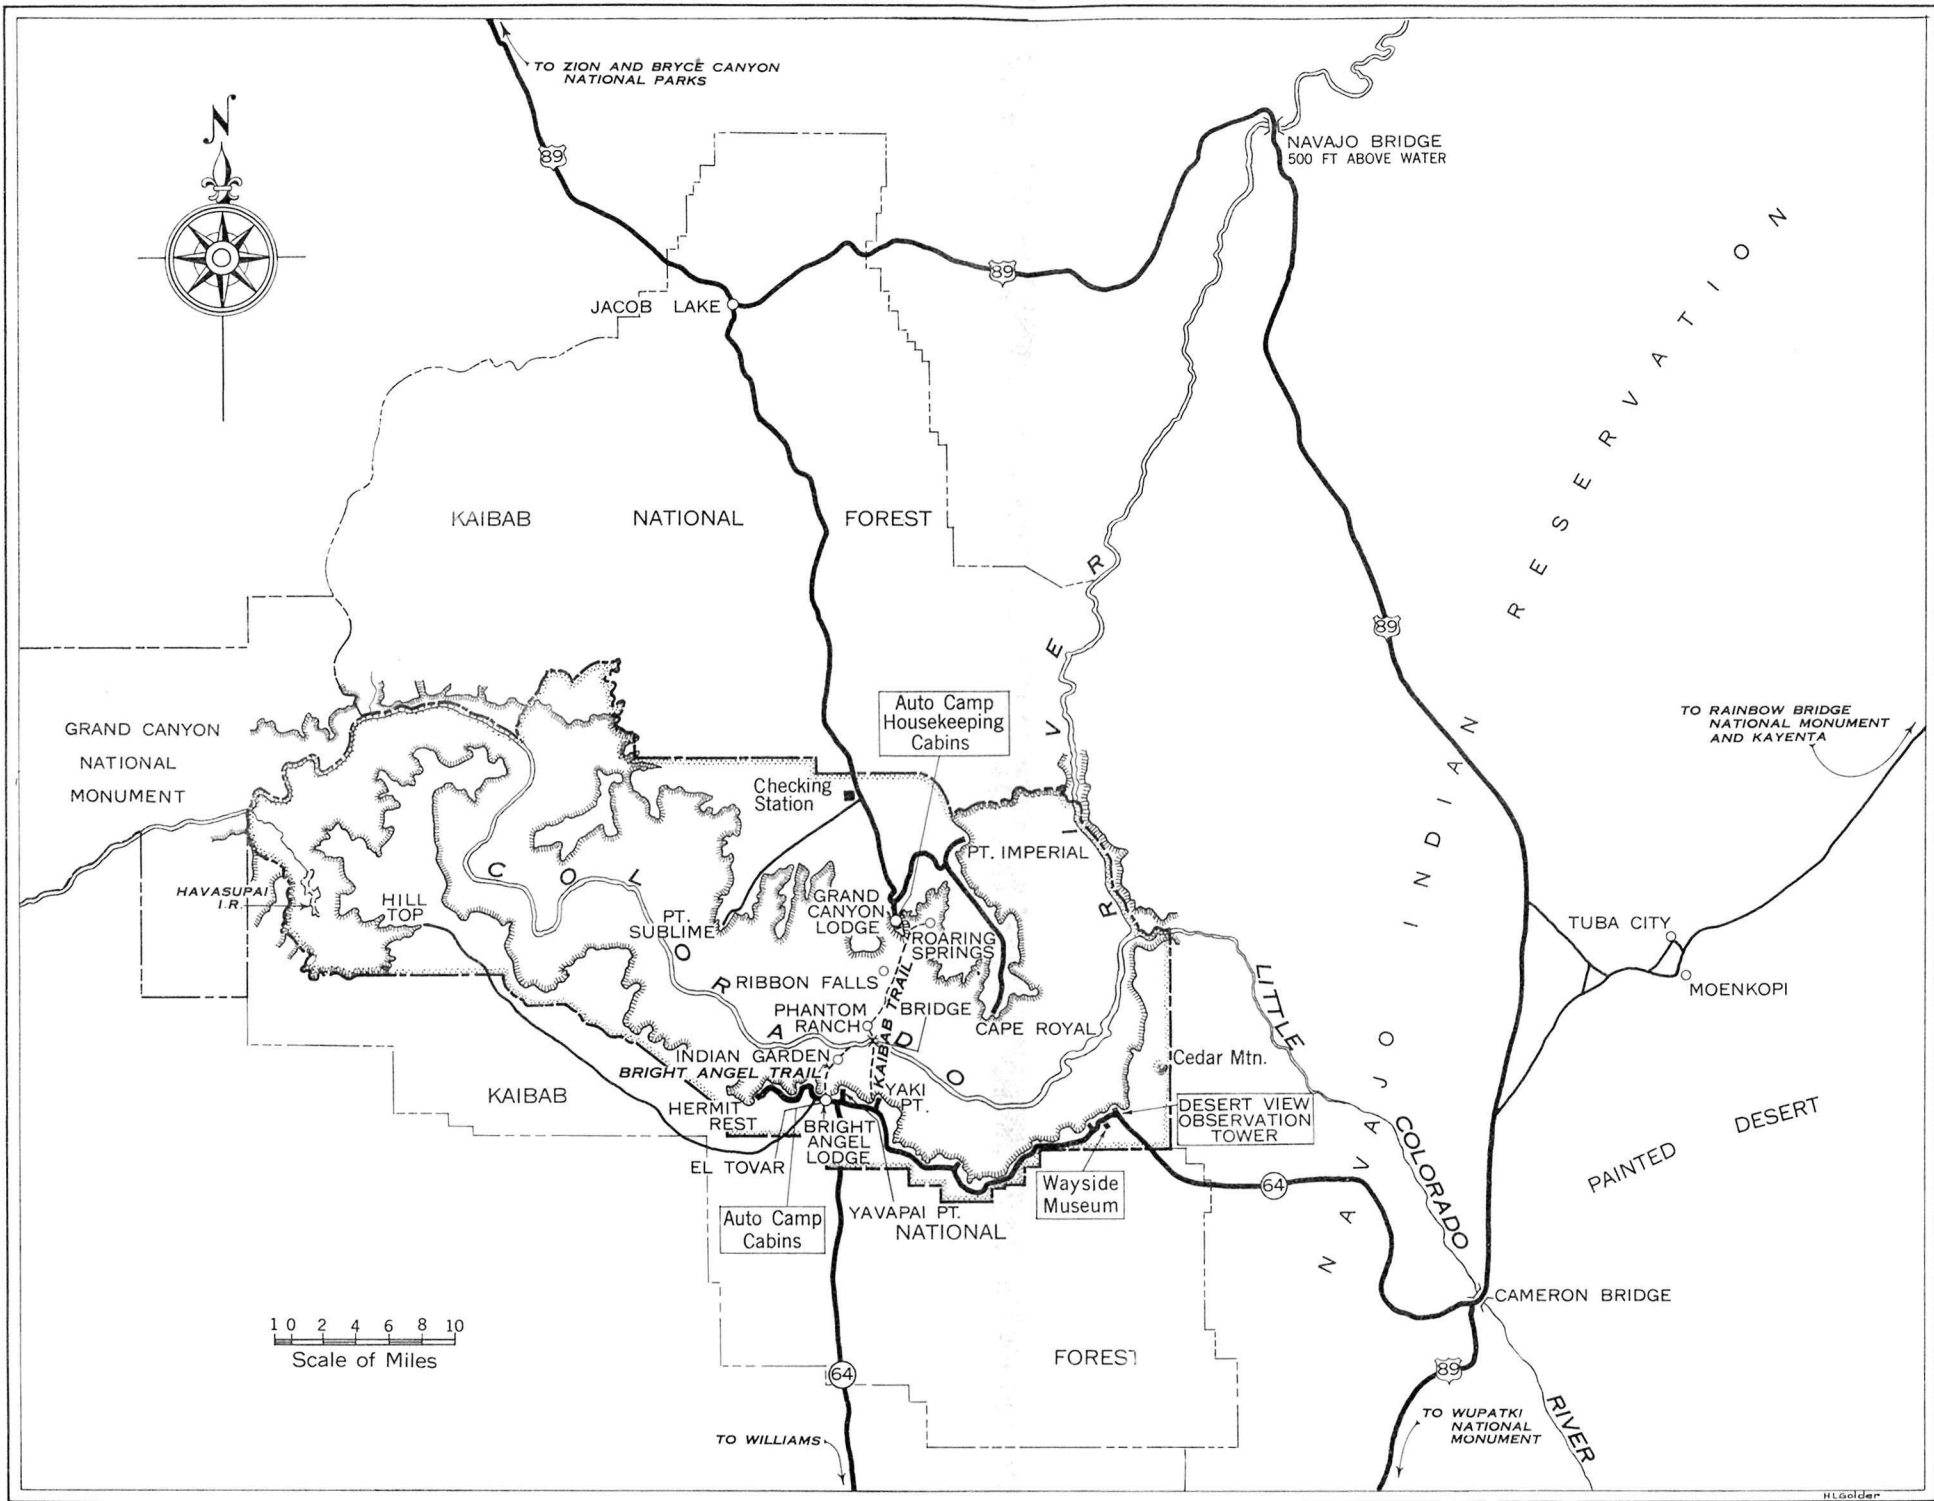 TO ZION AND BRYCE CANYON
NATIONAL PARKS
N
89
NAVAJO BRIDGE
500 FT ABOVE WATER
89
JACOB LAKE
KAIBAB NATIONAL FOREST
COLORADO RIVER
NAVAJO INDIAN RESERVATION
89
TO RAINBOW BRIDGE
NATIONAL MONUMENT
AND KAYENTA
GRAND CANYON
NATIONAL
MONUMENT
Auto Camp
Housekeeping
Cabins
Checking
Station
PT. IMPERIAL
HAVASUPAI
I.R.
HILL
TOP
PT.
SUBLIME
GRAND
CANYON
LODGE
ROARING
SPRINGS
RIBBON FALLS
KAIBAB TRAIL
PHANTOM
RANCH
BRIDGE
CAPE ROYAL
TUBA CITY
MOENKOPI
LITTLE COLORADO RIVER
INDIAN GARDEN
BRIGHT ANGEL TRAIL
Cedar Mtn.
KAIBAB
HERMIT
REST
YAKI
PT.
BRIGHT
ANGEL
LODGE
EL TOVAR
DESERT VIEW
OBSERVATION
TOWER
PAINTED DESERT
Wayside
Museum
64
Auto Camp
Cabins
YAVAPAI PT.
NATIONAL
CAMERON BRIDGE
1 0 2 4 6 8 10
Scale of Miles
FOREST
64
89
TO WILLIAMS
TO WUPATKI
NATIONAL
MONUMENT
H.L.Golder